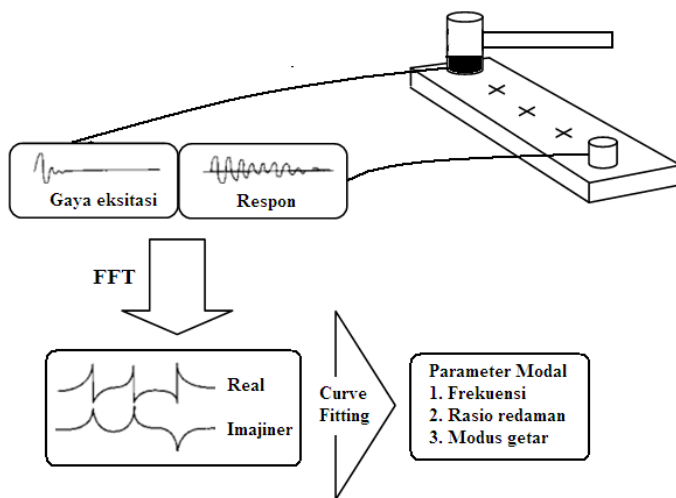 Gaya eksitasi
Respon
FFT
Real
Imajiner
Curve
Fitting
Parameter Modal
1. Frekuensi
2. Rasio redaman
3. Modus getar